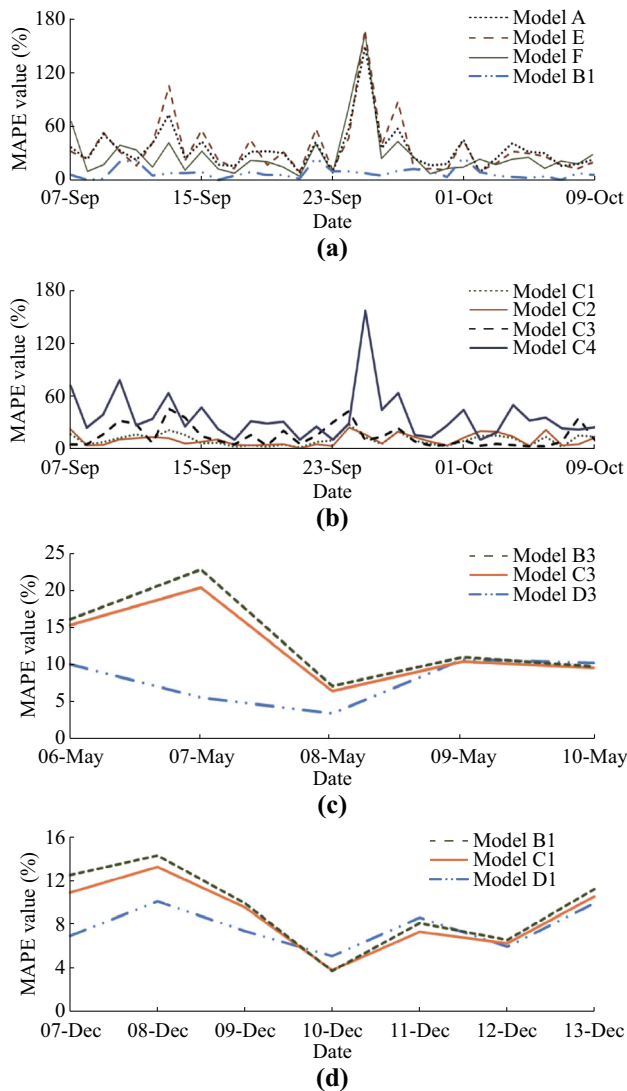 180
120
60
0
MAPE value (%)
Model A
Model E
Model F
Model B1
07-Sep 15-Sep 23-Sep 01-Oct 09-Oct
Date
(a)
180
120
60
0
MAPE value (%)
Model C1
Model C2
Model C3
Model C4
07-Sep 15-Sep 23-Sep 01-Oct 09-Oct
Date
(b)
25
20
15
10
5
0
MAPE value (%)
Model B3
Model C3
Model D3
06-May 07-May 08-May 09-May 10-May
Date
(c)
16
12
8
4
0
MAPE value (%)
Model B1
Model C1
Model D1
07-Dec 08-Dec 09-Dec 10-Dec 11-Dec 12-Dec 13-Dec
Date
(d)